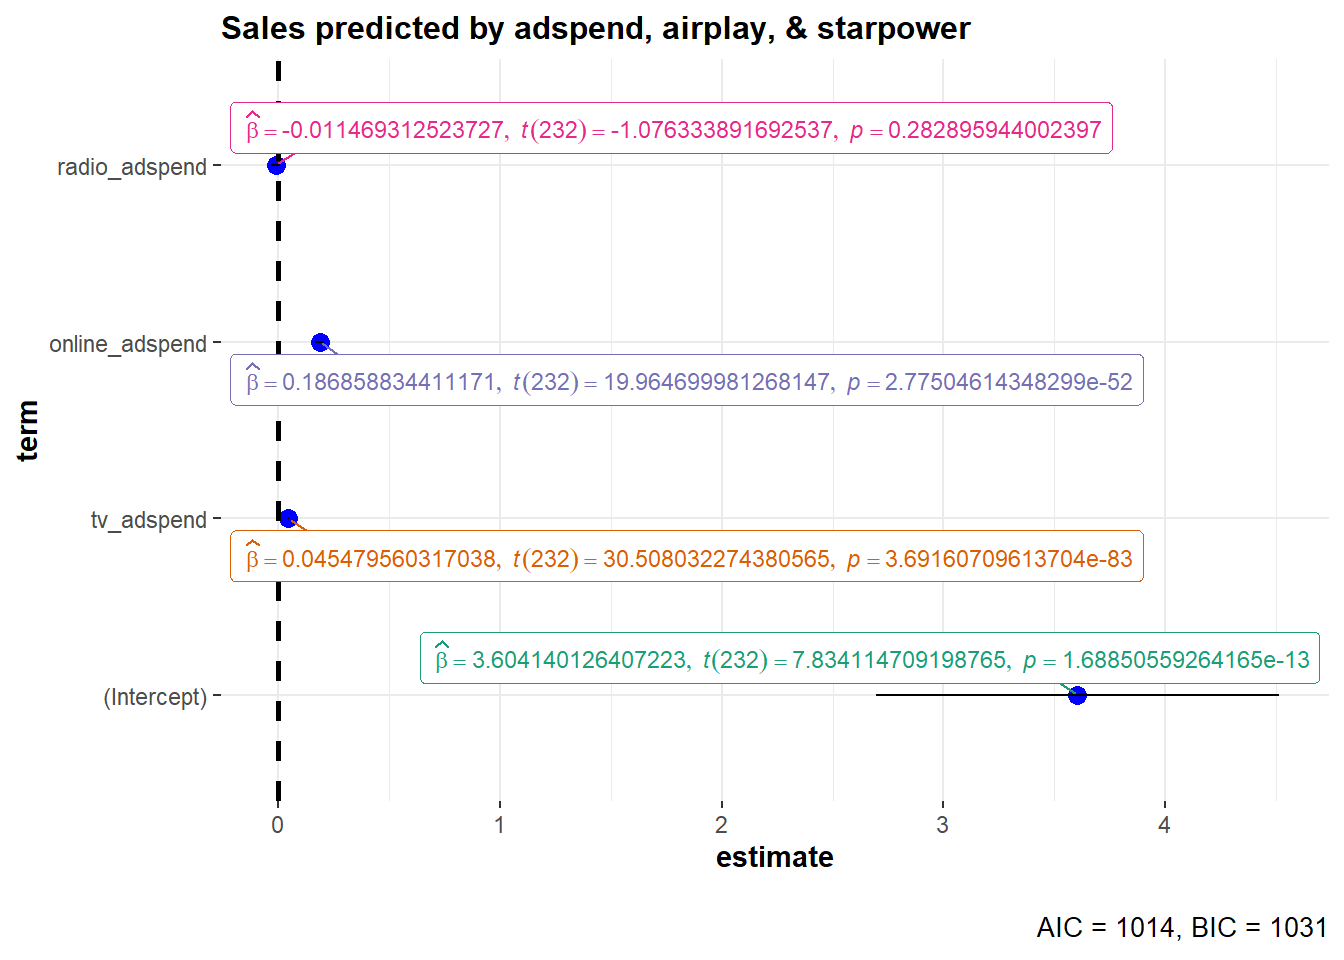 Sales predicted by adspend, airplay, & starpower
β̂ = -0.011469312523727, t(232) = -1.076333891692537, p = 0.282895944002397
radio_adspend
online_adspend
β̂ = 0.186858834411171, t(232) = 19.964699981268147, p = 2.77504614348299e-52
term
tv_adspend
β̂ = 0.045479560317038, t(232) = 30.508032274380565, p = 3.69160709613704e-83
β̂ = 3.604140126407223, t(232) = 7.834114709198765, p = 1.68850559264165e-13
(Intercept)
0 1 2 3 4
estimate
AIC = 1014, BIC = 1031